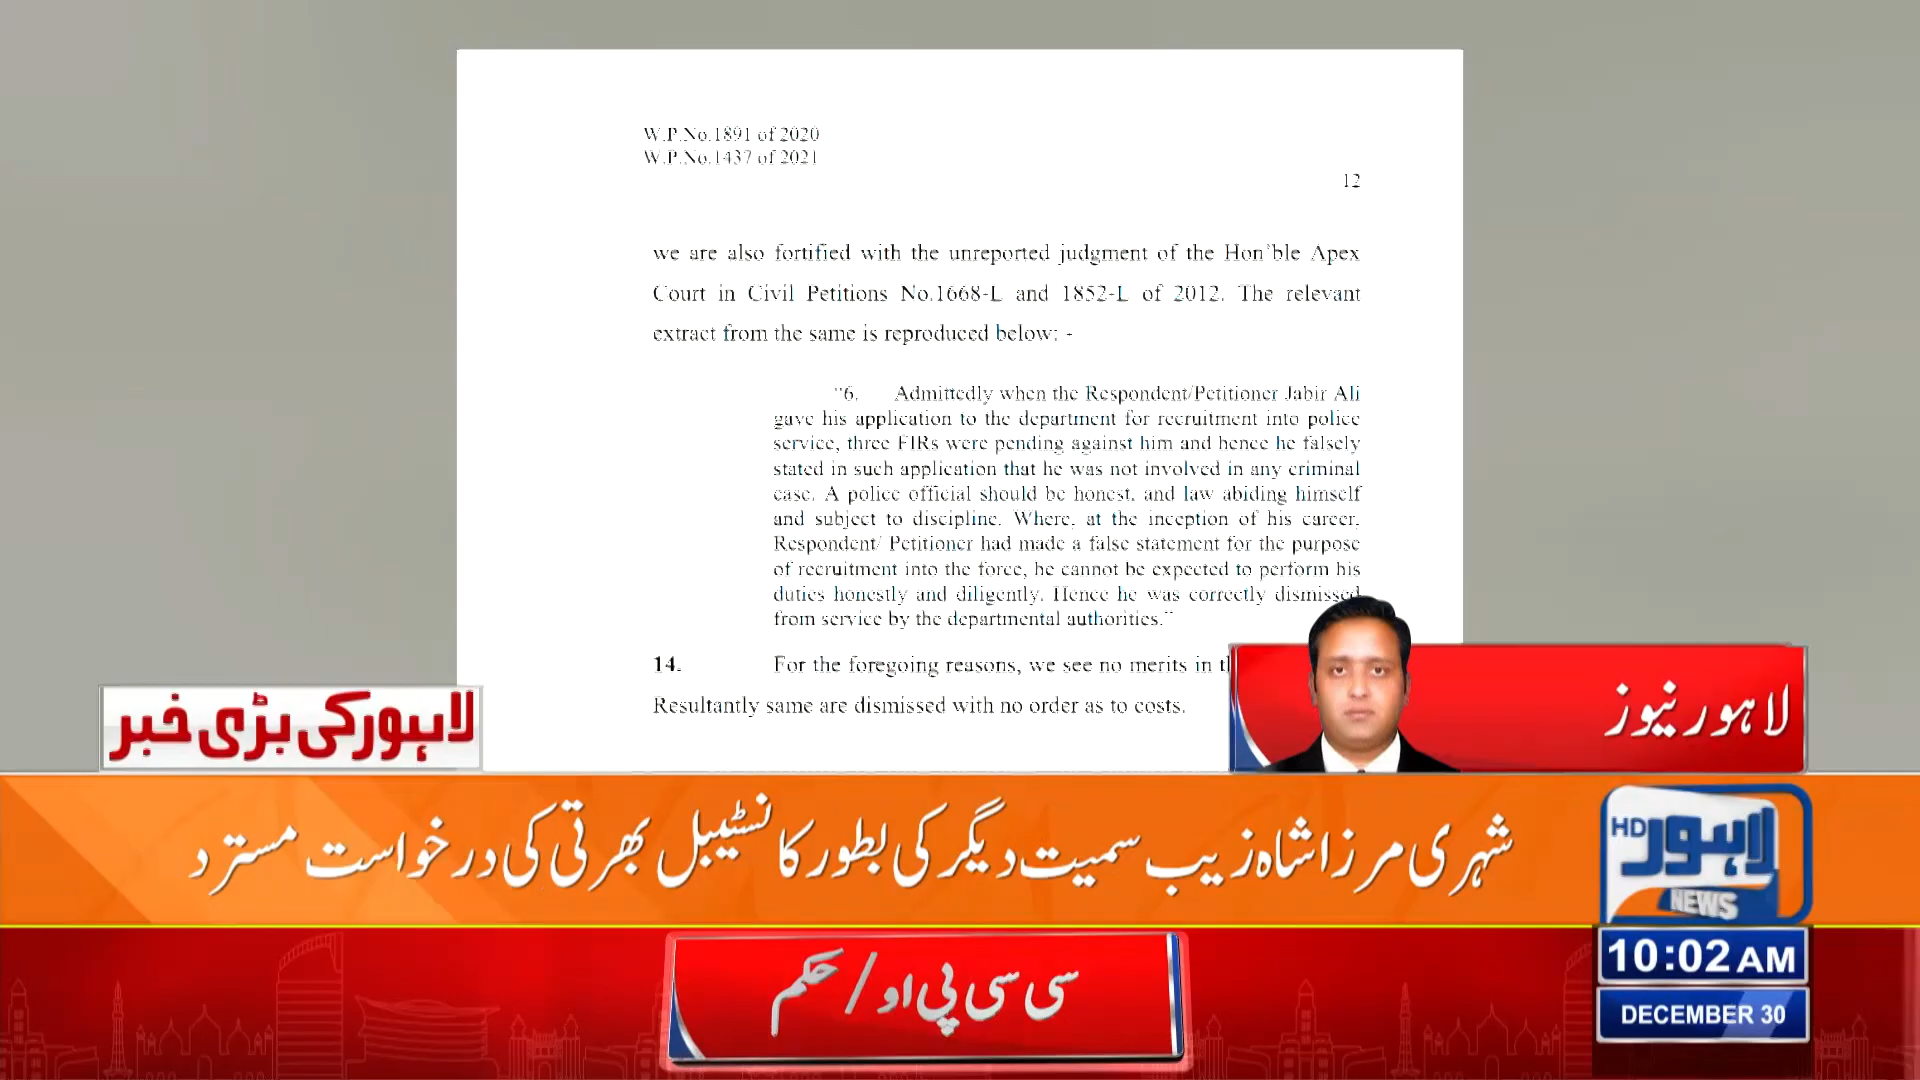 W.P.No.1891 of 2020
W.P.No.1437 of 2021
12
we are also fortified with the unreported judgment of the Hon'ble Apex
Court in Civil Petitions No.1668-L and 1852-L of 2012. The relevant
extract from the same is reproduced below: -
"6. Admittedly when the Respondent/Petitioner Jabir Ali
gave his application to the department for recruitment into police
service, three FIRs were pending against him and hence he falsely
stated in such application that he was not involved in any criminal
case. A police official should be honest, and law abiding himself
and subject to discipline. Where, at the inception of his career,
Respondent/ Petitioner had made a false statement for the purpose
of recruitment into the force, he cannot be expected to perform his
duties honestly and diligently. Hence he was correctly dismissed
from service by the departmental authorities."
14. For the foregoing reasons, we see no merits in
Resultantly same are dismissed with no order as to costs.
لاہور نیوز
لاہور کی بڑی خبر
شہری مرزا شاہ زیب سمیت دیگر کی بطور کانسٹیبل بھرتی کی درخواست مسترد
لاہور HD
NEWS
سی سی پی او / حکم
10:02 AM
DECEMBER 30